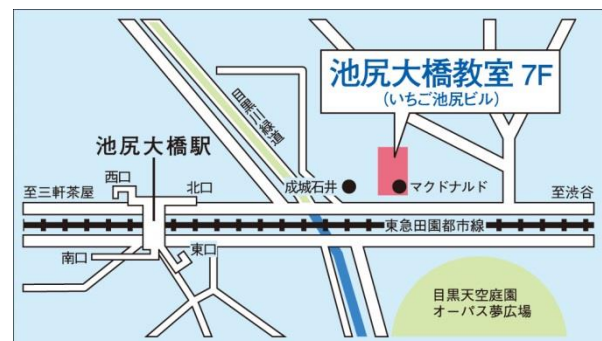 池尻大橋教室 7F
(いちご池尻ビル)
目黒川緑道
池尻大橋駅
西口
北口
成城石井
マクドナルド
至三軒茶屋
至渋谷
東急田園都市線
南口
東口
目黒天空庭園
オーパス夢広場